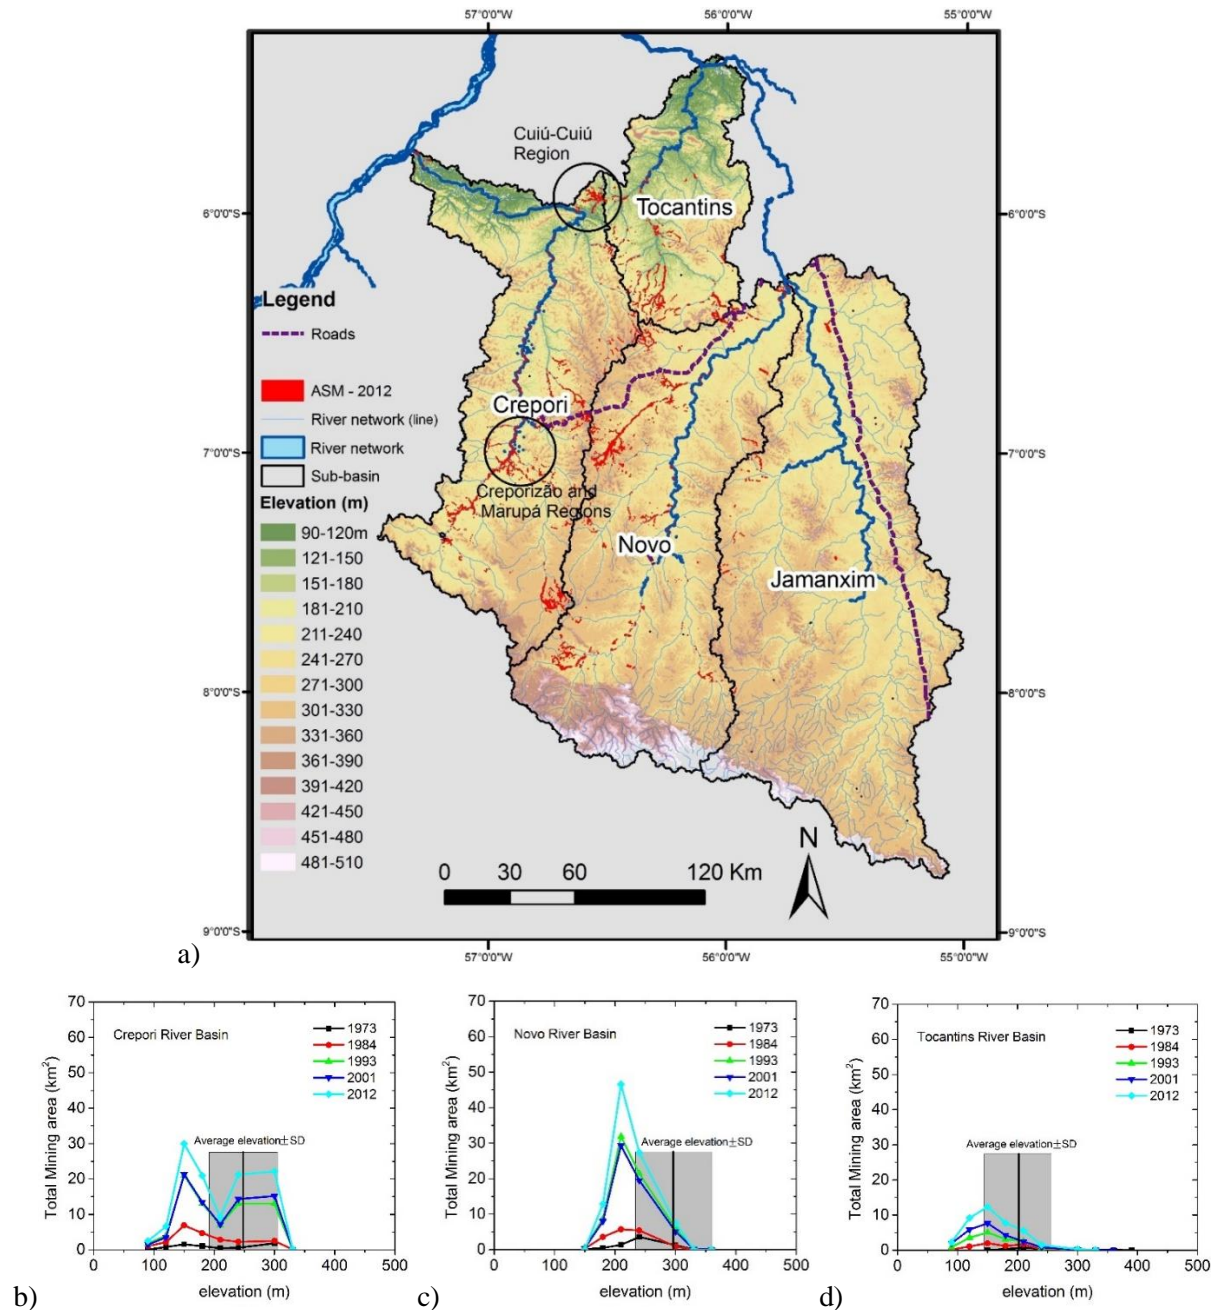 57°0'0"W 56°0'0"W 55°0'0"W
Cuiú-Cuiú
Region
6°0'0"S Tocantins 6°0'0"S
Legend
Roads
ASM - 2012
River network (line)
River network
Sub-basin
Crepori
7°0'0"S 7°0'0"S
Creporizão and
Marupá Regions
Novo
Jamanxim
Elevation (m)
90-120m
121-150
151-180
181-210
211-240
241-270
271-300
301-330
331-360
361-390
391-420
421-450
451-480
481-510
8°0'0"S 8°0'0"S
N
0 30 60 120 Km
9°0'0"S 9°0'0"S
57°0'0"W 56°0'0"W 55°0'0"W
a)
Total Mining area (km²)
70
60
50
40
30
20
10
0
Crepori River Basin
1973
1984
1993
2001
2012
Average elevation±SD
0 100 200 300 400 500
elevation (m)
b)
Total Mining area (km²)
70
60
50
40
30
20
10
0
Novo River Basin
1973
1984
1993
2001
2012
Average elevation±SD
0 100 200 300 400 500
elevation (m)
c)
Total Mining area (km²)
70
60
50
40
30
20
10
0
Tocantins River Basin
1973
1984
1993
2001
2012
Average elevation±SD
0 100 200 300 400 500
elevation (m)
d)